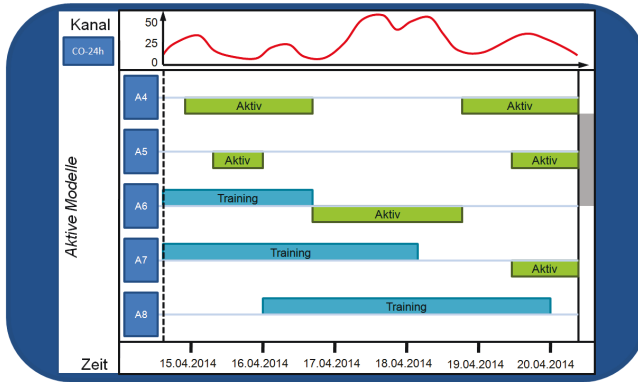 Kanal
CO-24h
50
25
0
Aktive Modelle
A4
Aktiv
Aktiv
A5
Aktiv
Aktiv
A6
Training
Aktiv
A7
Training
Aktiv
A8
Training
Zeit
15.04.2014 16.04.2014 17.04.2014 18.04.2014 19.04.2014 20.04.2014